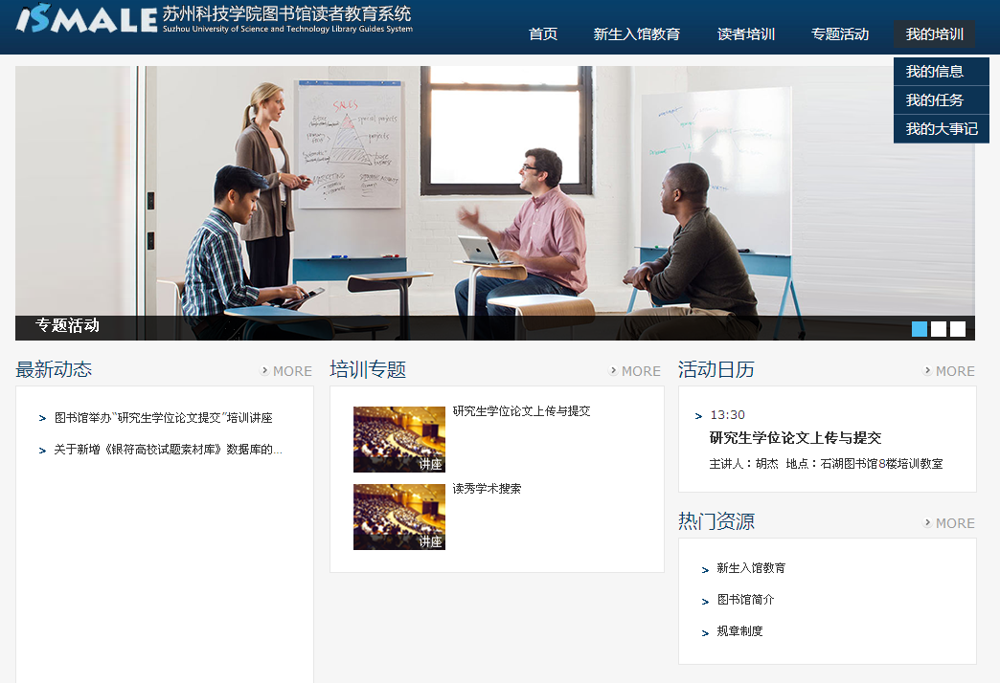 iSMALE
苏州科技学院图书馆读者教育系统
Suzhou University of Science and Technology Library Guides System
首页
新生入馆教育
读者培训
专题活动
我的培训
我的信息
我的任务
我的大事记
SALES
special projects
MARKETING
专题活动
最新动态
MORE
图书馆举办“研究生学位论文提交”培训讲座
关于新增《银符高校试题素材库》数据库的...
培训专题
MORE
研究生学位论文上传与提交
讲座
读秀学术搜索
讲座
活动日历
MORE
13:30
研究生学位论文上传与提交
主讲人：胡杰 地点：石湖图书馆8楼培训教室
热门资源
MORE
新生入馆教育
图书馆简介
规章制度